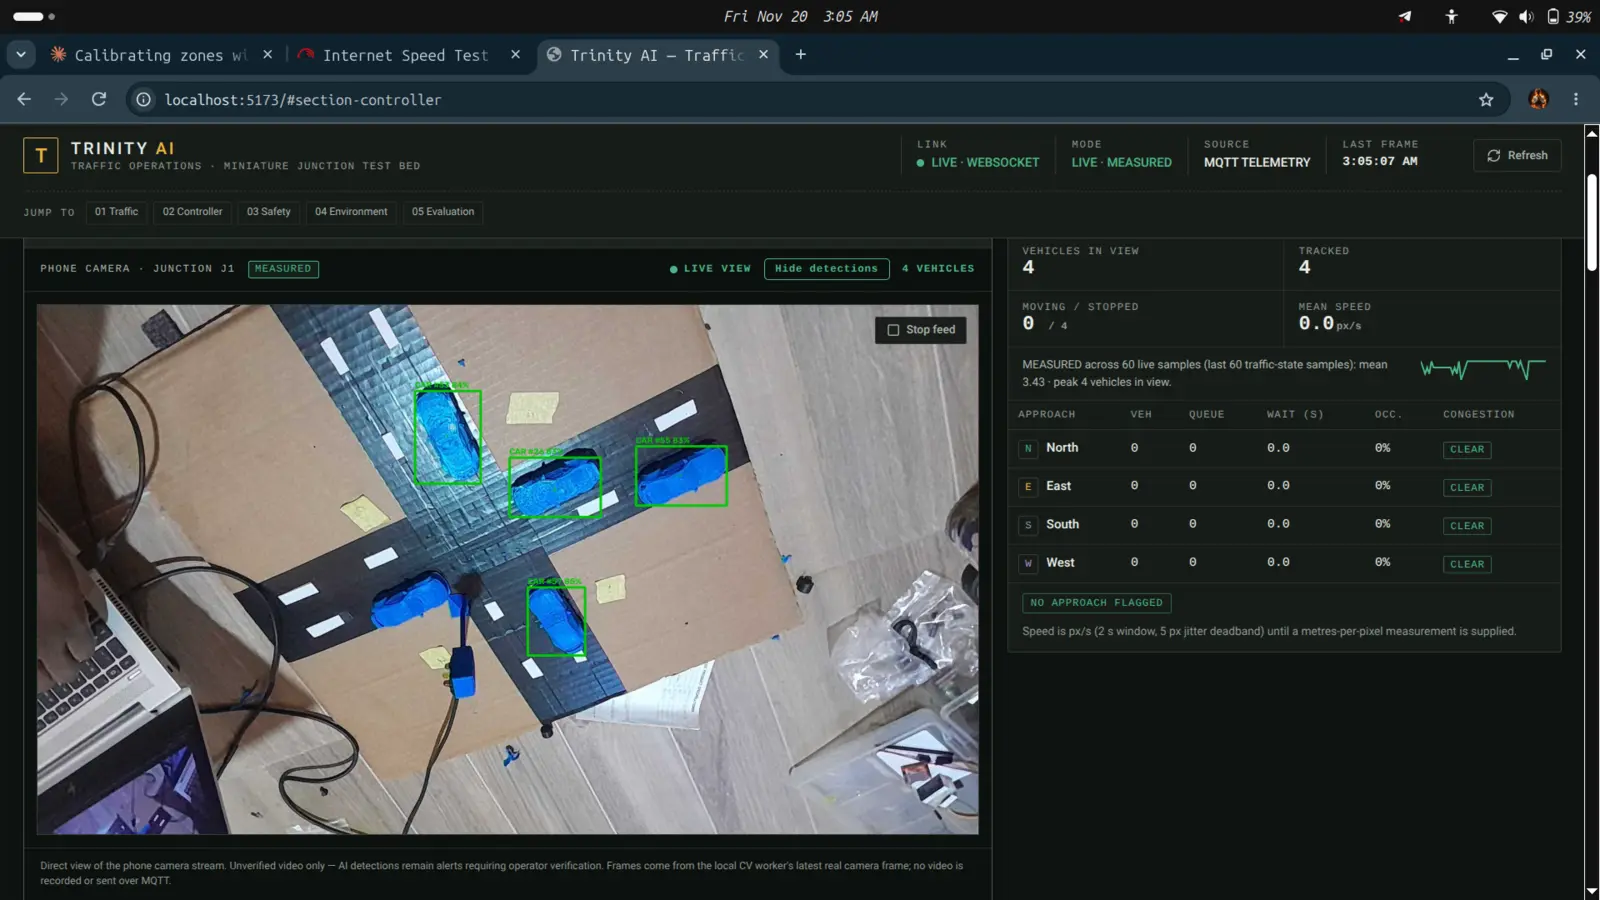 Fri Nov 20 3:05 AM
39%
Calibrating zones wi
Internet Speed Test
Trinity AI — Traffic
localhost:5173/#section-controller
T
TRINITY AI
TRAFFIC OPERATIONS · MINIATURE JUNCTION TEST BED
LINK
LIVE · WEBSOCKET
MODE
LIVE · MEASURED
SOURCE
MQTT TELEMETRY
LAST FRAME
3:05:07 AM
Refresh
JUMP TO
01 Traffic
02 Controller
03 Safety
04 Environment
05 Evaluation
PHONE CAMERA · JUNCTION J1
MEASURED
LIVE VIEW
Hide detections
4 VEHICLES
Stop feed
CAR
CAR
CAR #55 81%
CAR
Direct view of the phone camera stream. Unverified video only — AI detections remain alerts requiring operator verification. Frames come from the local CV worker's latest real camera frame; no video is
recorded or sent over MQTT.
VEHICLES IN VIEW
4
TRACKED
4
MOVING / STOPPED
0 / 4
MEAN SPEED
0.0 px/s
MEASURED across 60 live samples (last 60 traffic-state samples): mean
3.43 · peak 4 vehicles in view.
APPROACH VEH QUEUE WAIT (S) OCC. CONGESTION
N North 0 0 0.0 0% CLEAR
E East 0 0 0.0 0% CLEAR
S South 0 0 0.0 0% CLEAR
W West 0 0 0.0 0% CLEAR
NO APPROACH FLAGGED
Speed is px/s (2 s window, 5 px jitter deadband) until a metres-per-pixel measurement is supplied.